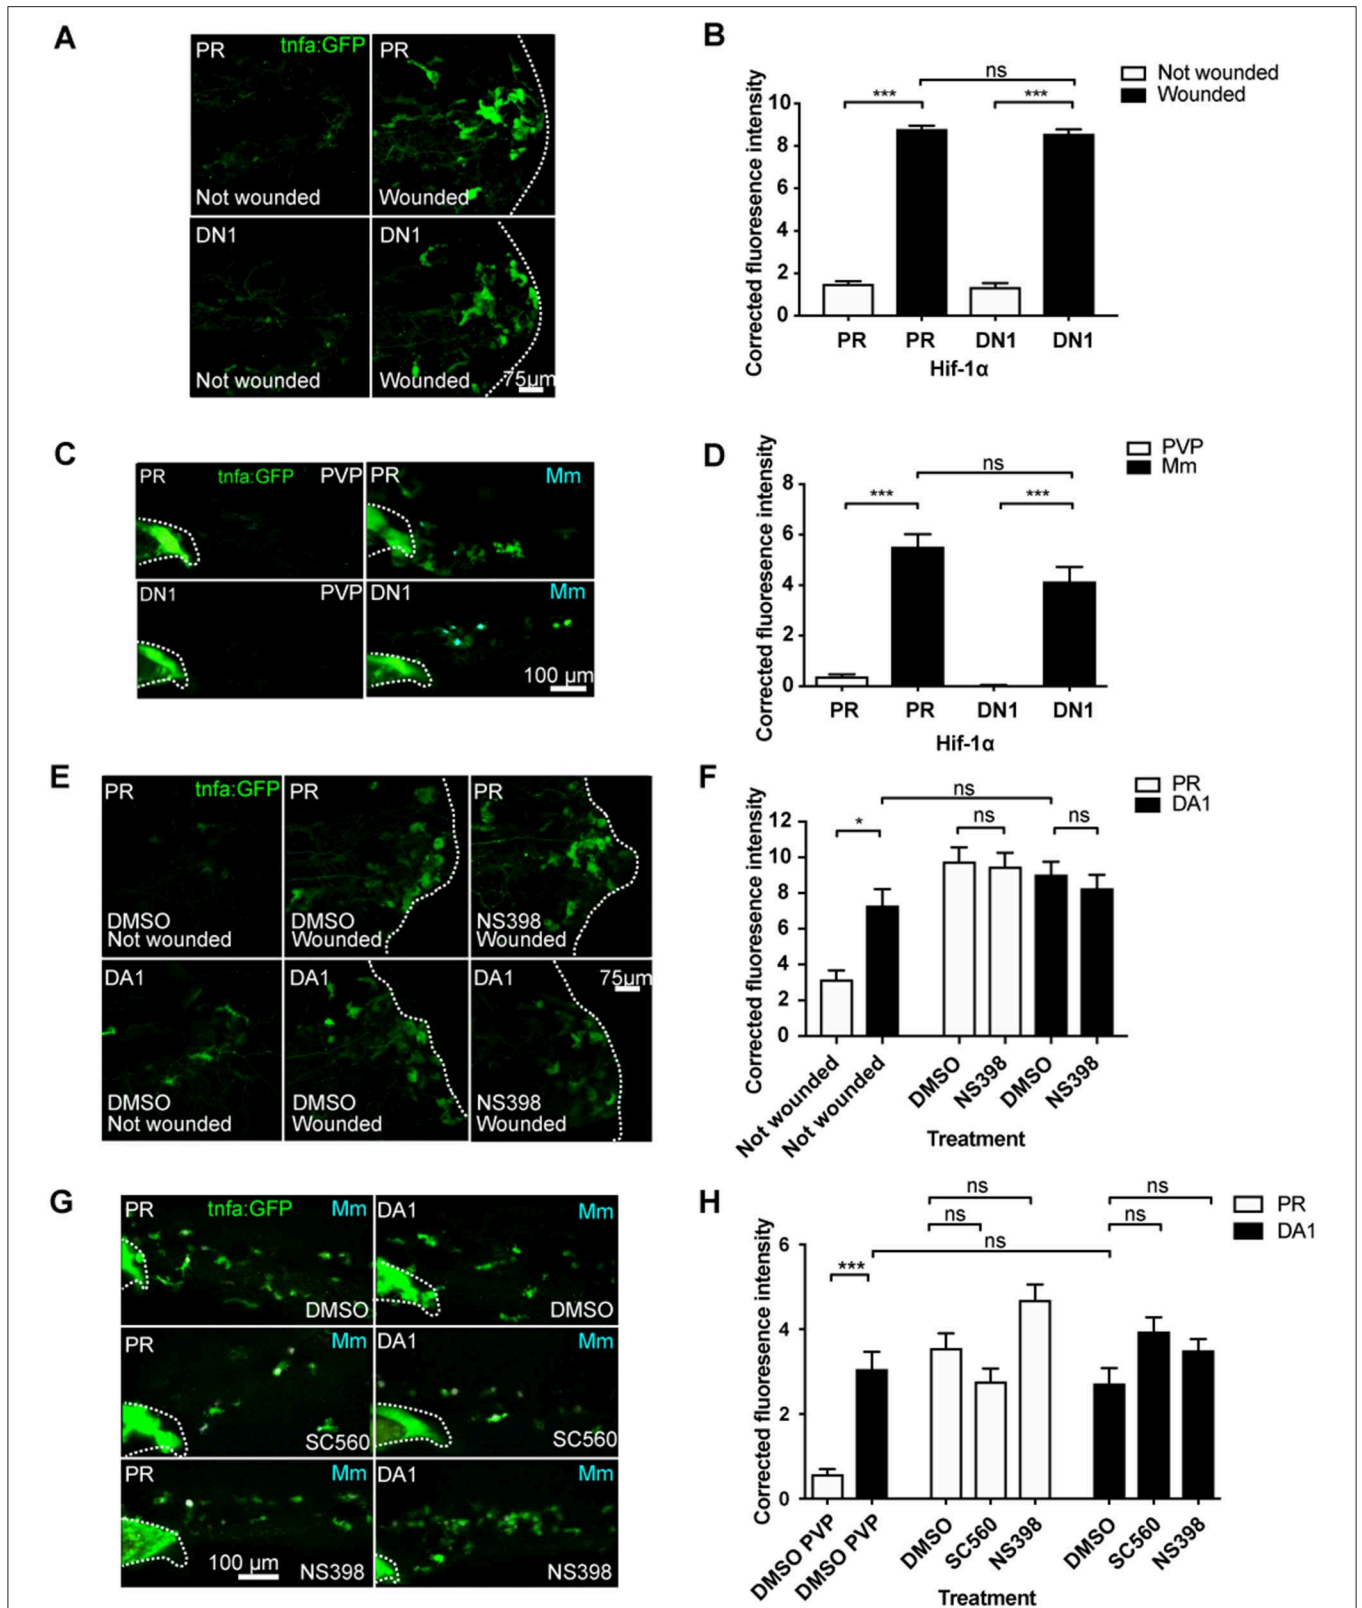 A
PR tnfa:GFP
PR
Not wounded
Wounded
DN1
DN1
Not wounded
Wounded
75µm
B
Corrected fluoresence intensity
10
8
6
4
2
0
*** *** ns
Not wounded
Wounded
PR PR DN1 DN1
Hif-1α
C
PR tnfa:GFP PVP
PR Mm
DN1 PVP
DN1 Mm
100 µm
D
Corrected fluoresence intensity
8
6
4
2
0
*** *** ns
PVP
Mm
PR PR DN1 DN1
Hif-1α
E
PR tnfa:GFP
PR
PR
DMSO
Not wounded
DMSO
Wounded
NS398
Wounded
DA1
DA1
DA1
75µm
DMSO
Not wounded
DMSO
Wounded
NS398
Wounded
F
Corrected fluoresence intensity
12
10
8
6
4
2
0
* ns ns ns
PR
DA1
Not wounded
Not wounded
DMSO
NS398
DMSO
NS398
Treatment
G
PR tnfa:GFP Mm
DA1 Mm
DMSO
DMSO
PR Mm
DA1 Mm
SC560
SC560
PR Mm
DA1 Mm
100 µm
NS398
NS398
H
Corrected fluoresence intensity
6
4
2
0
*** ns ns ns ns ns
PR
DA1
DMSO PVP
DMSO PVP
DMSO
SC560
NS398
DMSO
SC560
NS398
Treatment